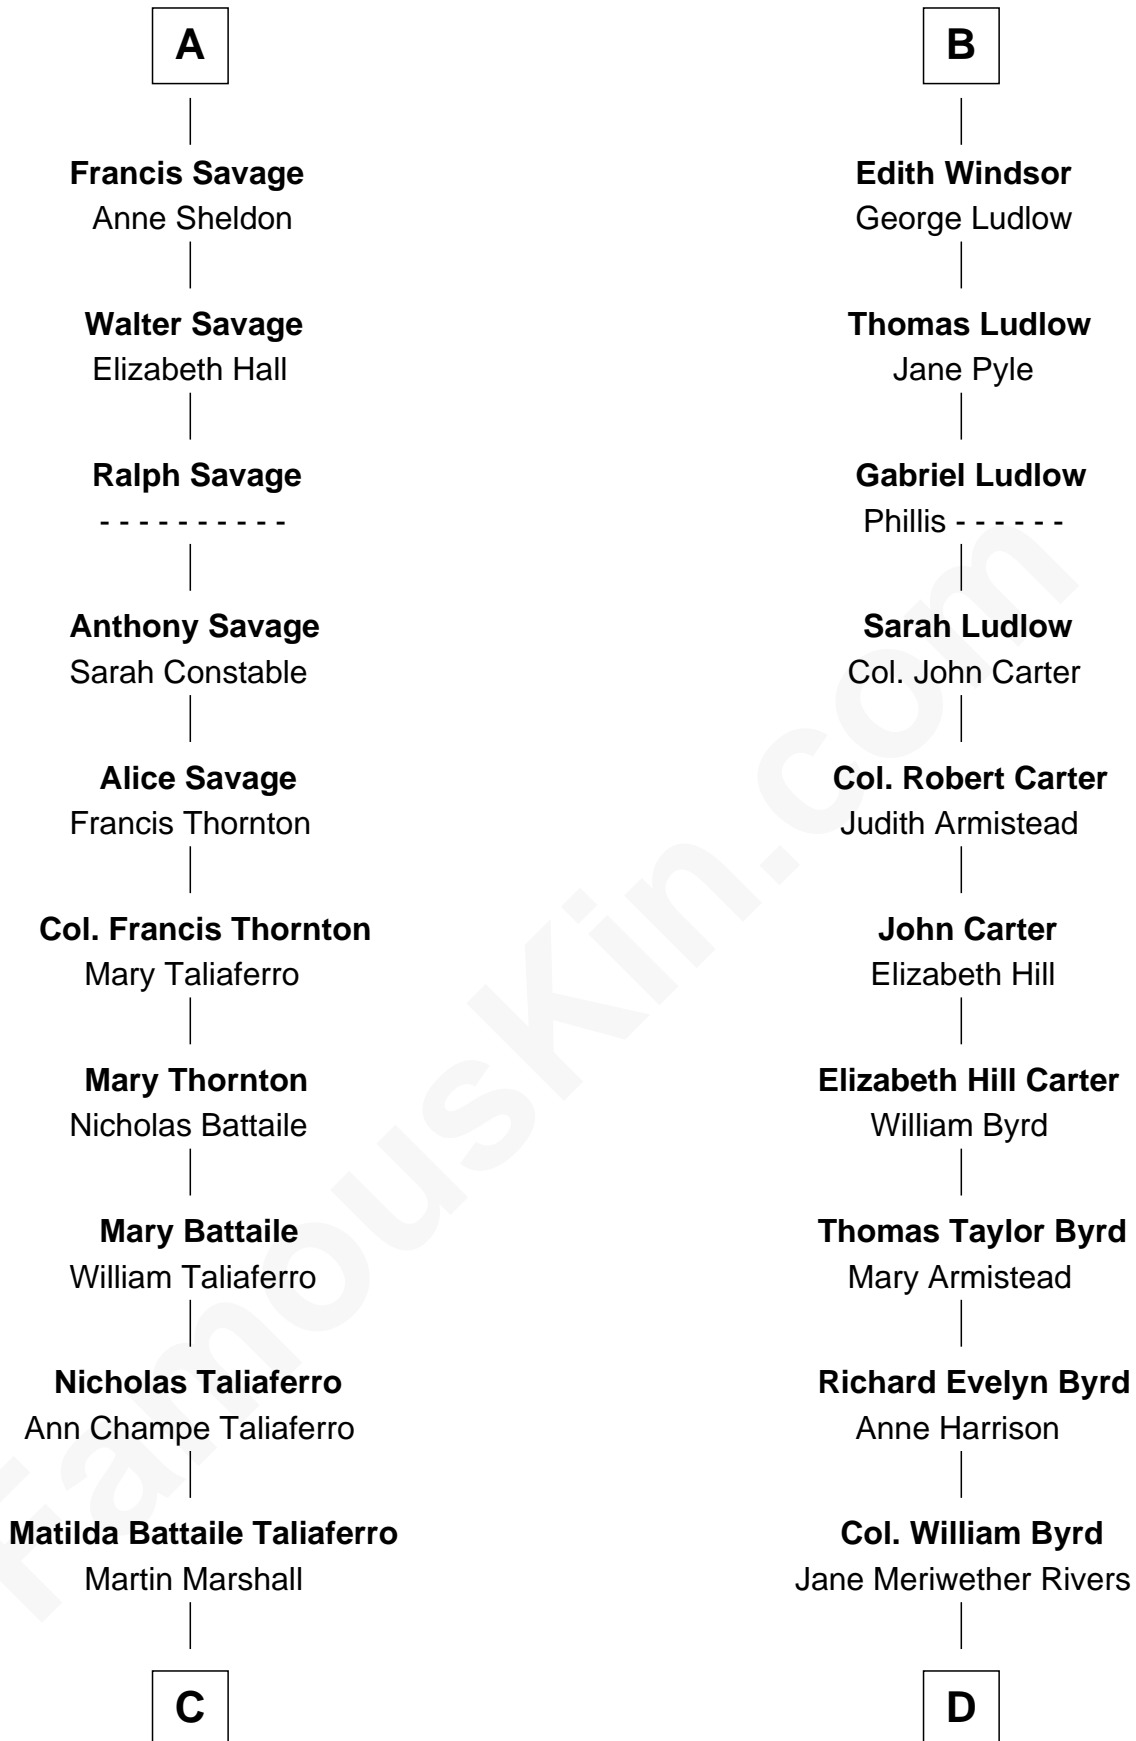 A
Francis Savage
Anne Sheldon
Walter Savage
Elizabeth Hall
Ralph Savage
- - - - - - - - - -
Anthony Savage
Sarah Constable
Alice Savage
Francis Thornton
Col. Francis Thornton
Mary Taliaferro
Mary Thornton
Nicholas Battaile
Mary Battaile
William Taliaferro
Nicholas Taliaferro
Ann Champe Taliaferro
Matilda Battaile Taliaferro
Martin Marshall
C
B
Edith Windsor
George Ludlow
Thomas Ludlow
Jane Pyle
Gabriel Ludlow
Phillis - - - - - -
Sarah Ludlow
Col. John Carter
Col. Robert Carter
Judith Armistead
John Carter
Elizabeth Hill
Elizabeth Hill Carter
William Byrd
Thomas Taylor Byrd
Mary Armistead
Richard Evelyn Byrd
Anne Harrison
Col. William Byrd
Jane Meriwether Rivers
D
FamousKin.com